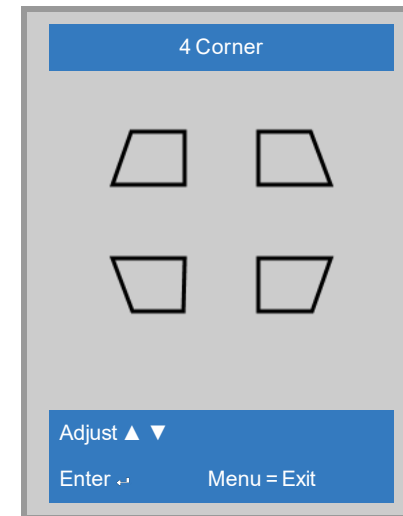 4 Corner
Adjust ▲ ▼
Enter ↵ Menu = Exit